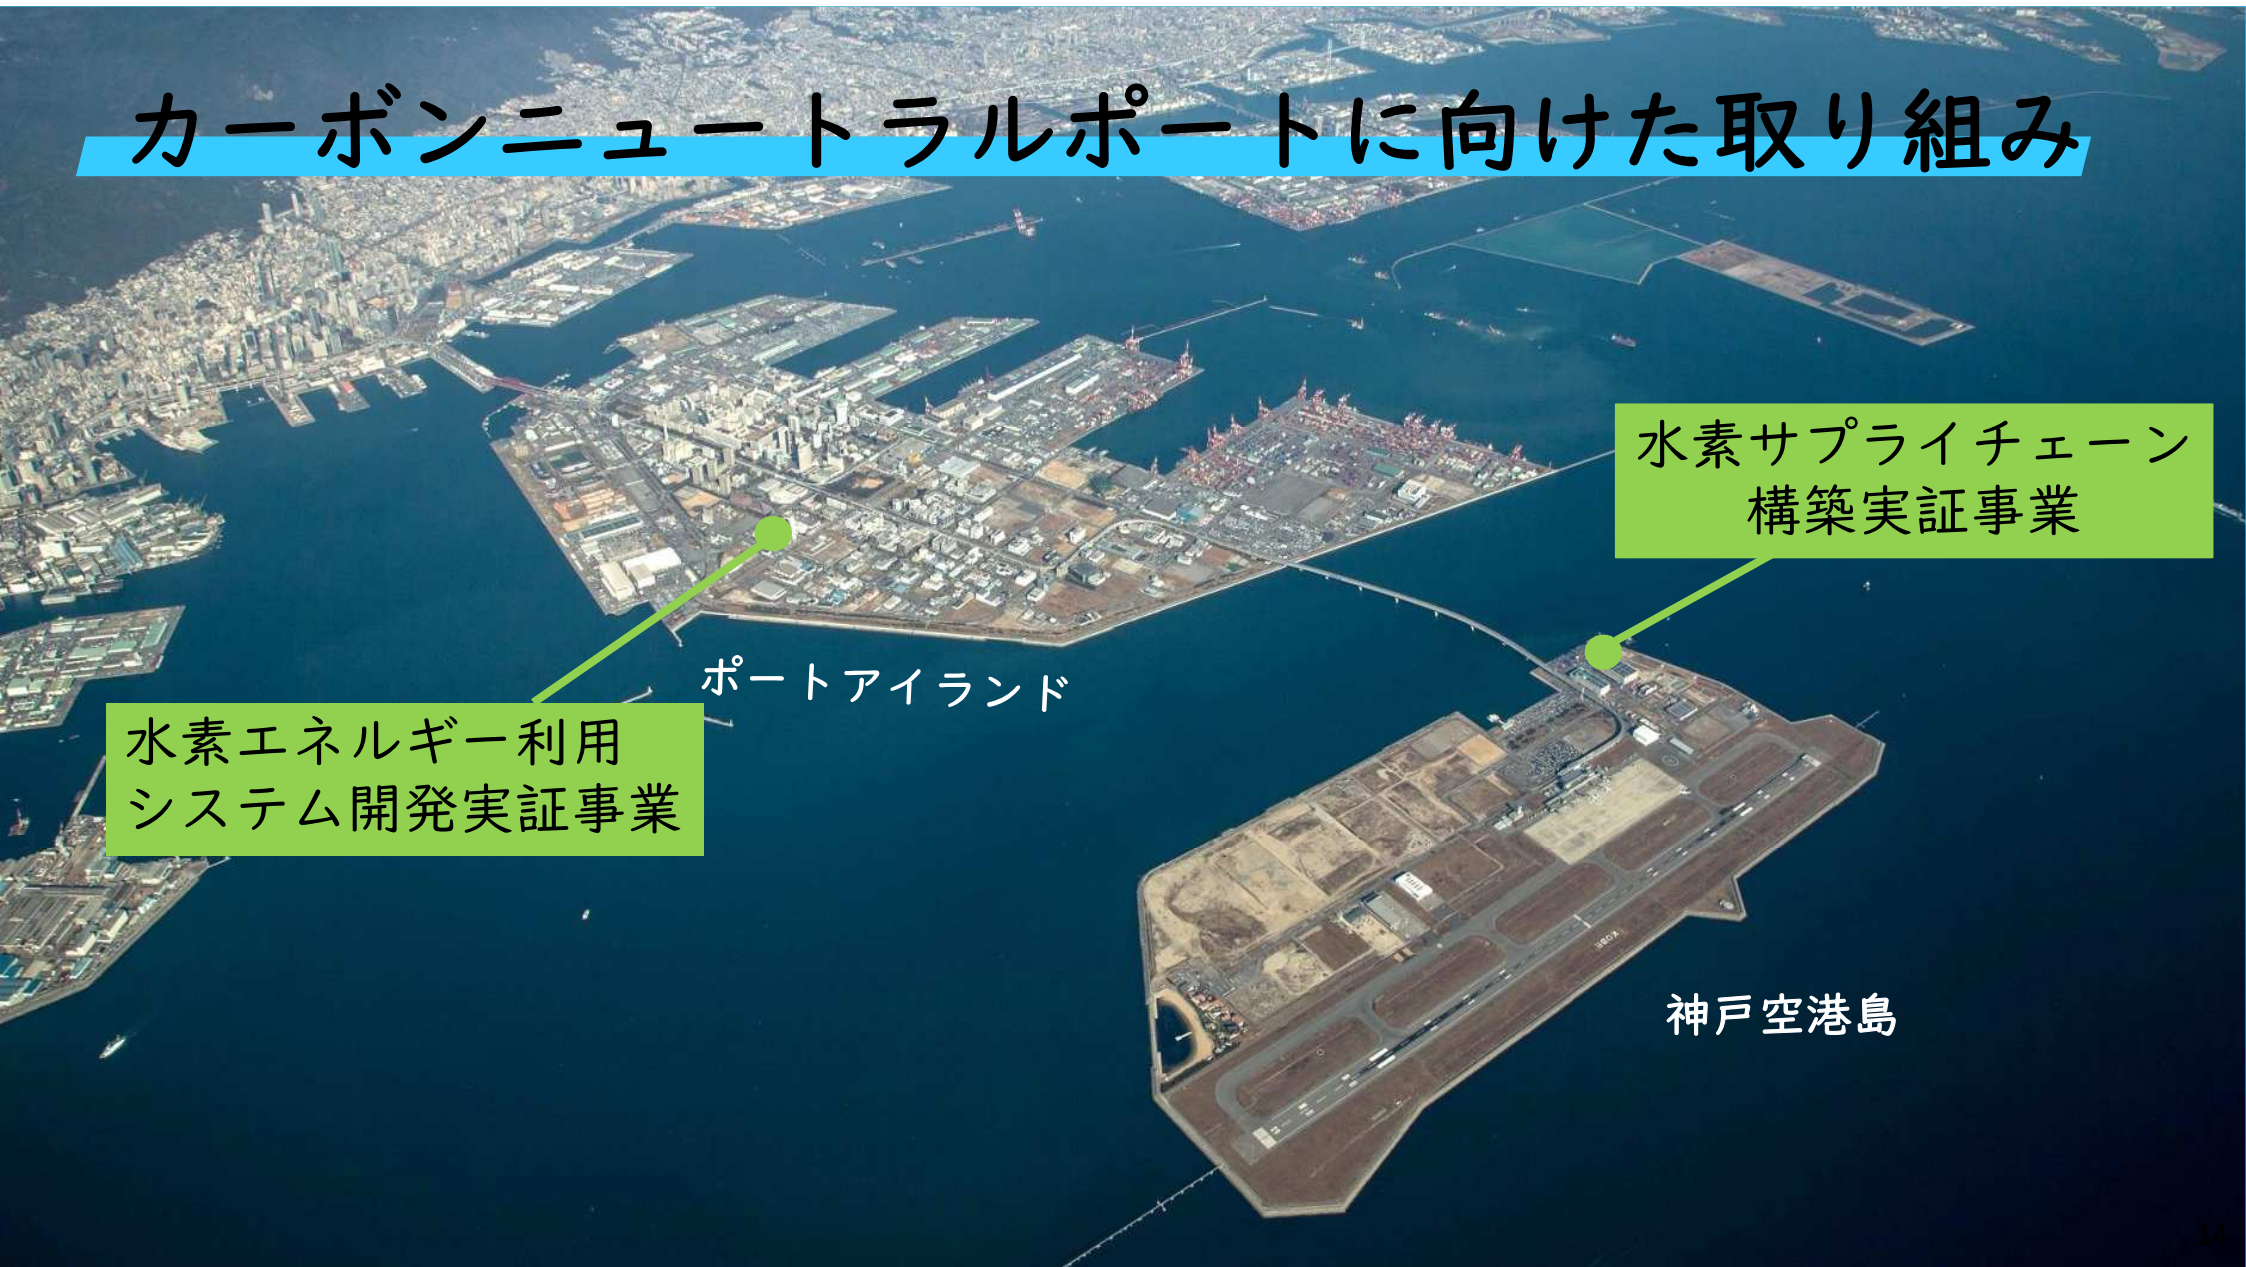 カーボンニュートラルポートに向けた取り組み
水素サプライチェーン
構築実証事業
ポートアイランド
水素エネルギー利用
システム開発実証事業
神戸空港島
KOBE